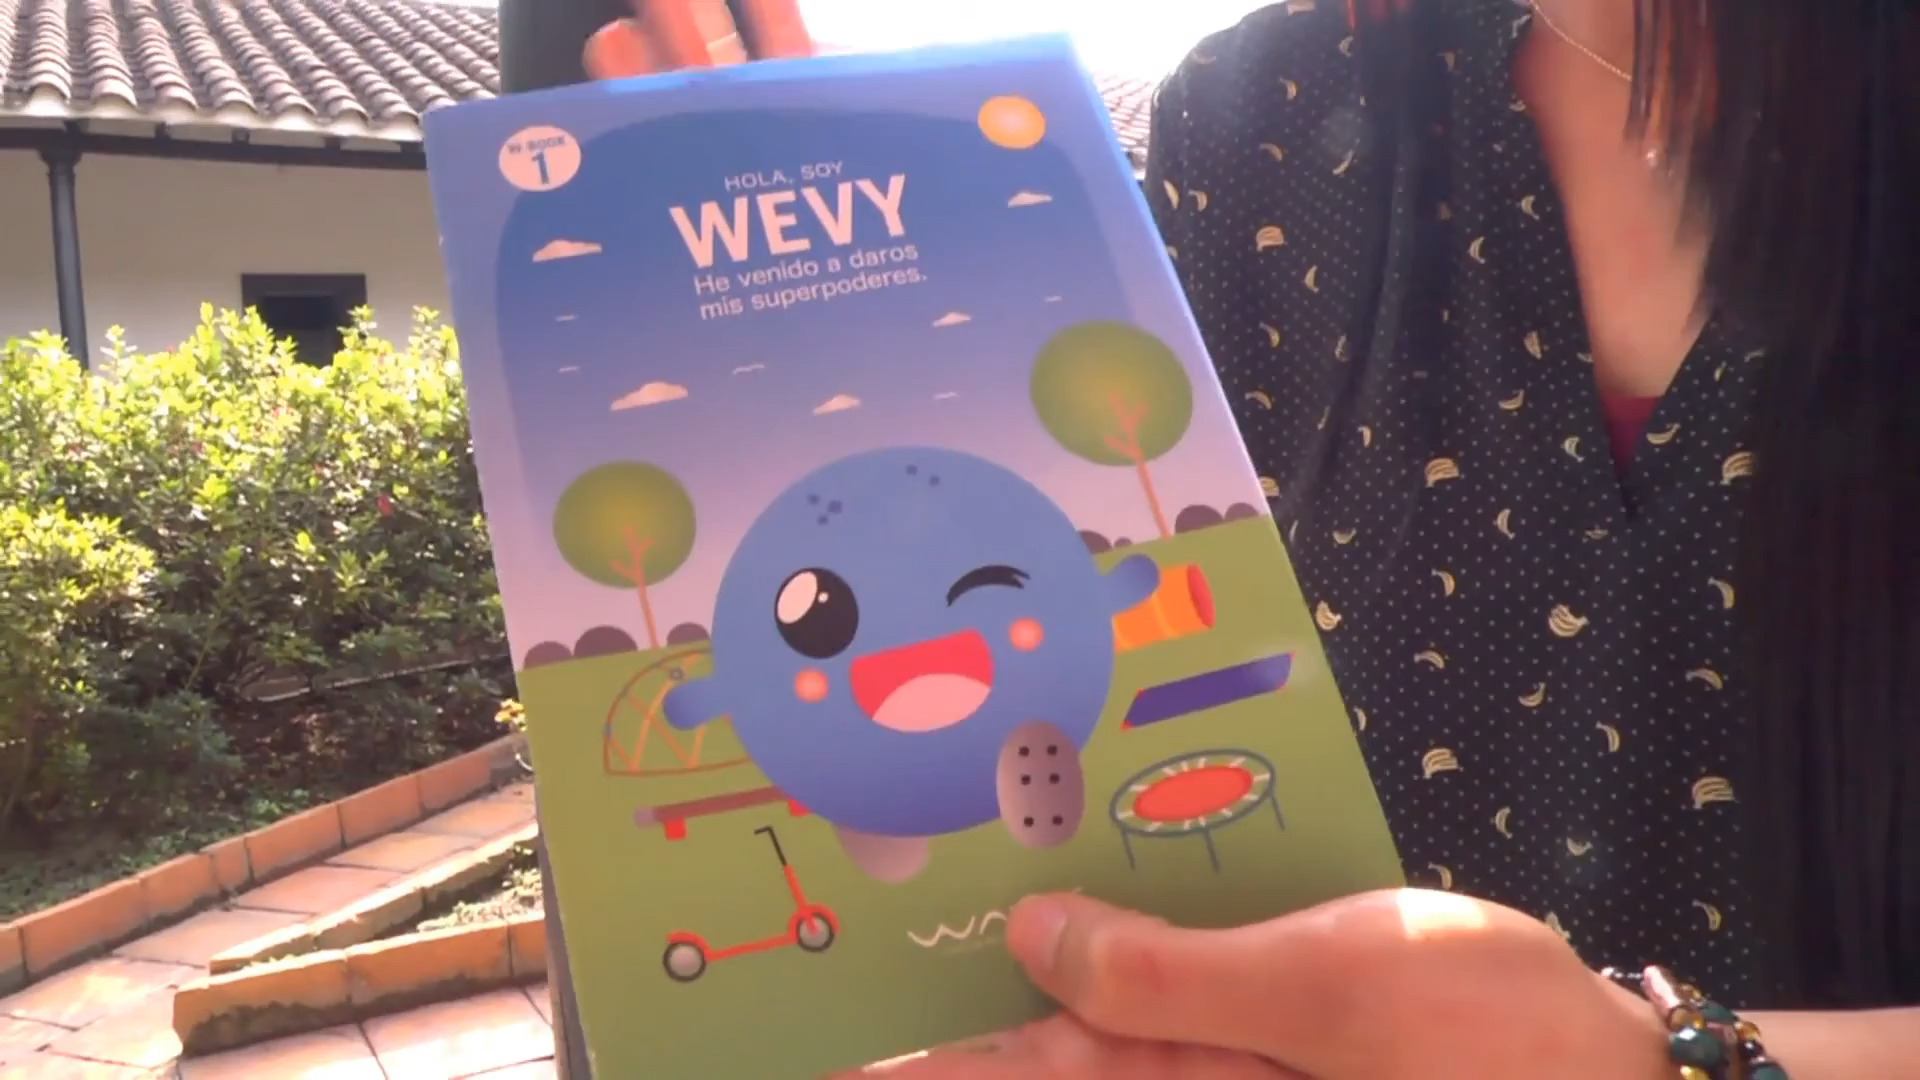 W-BOOK
1
HOLA, SOY
WEVY
He venido a daros
mis superpoderes.